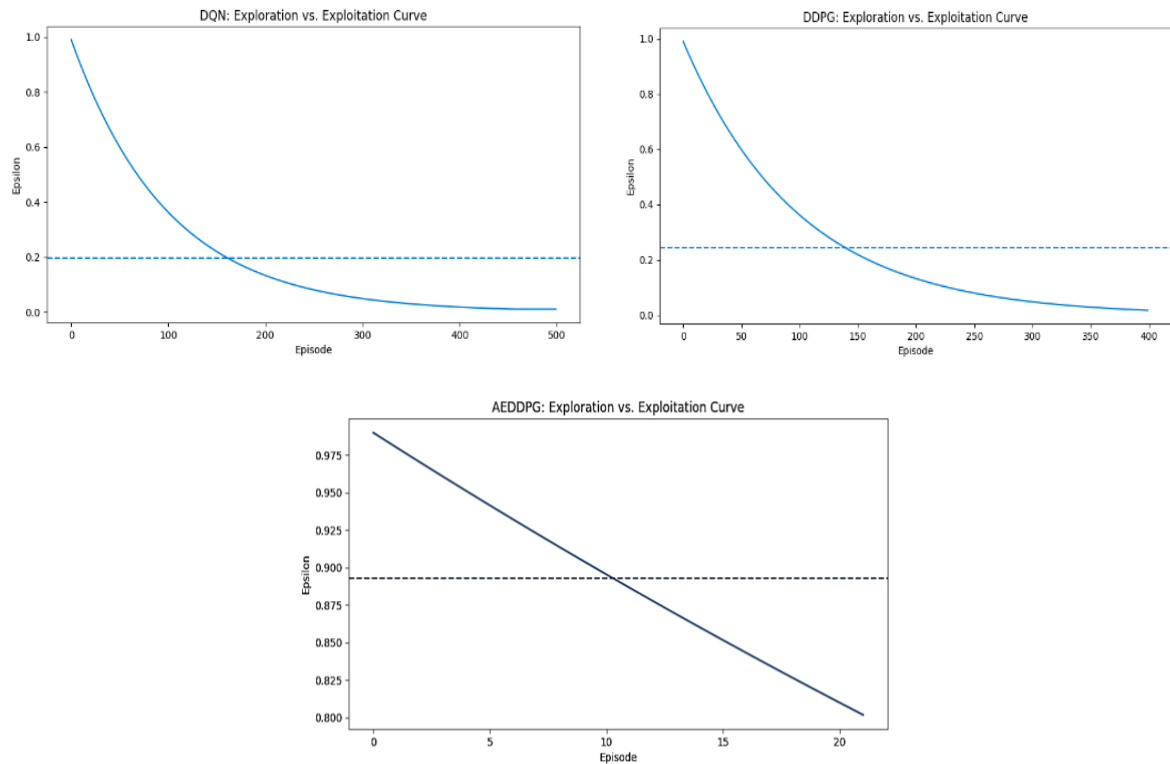 DQN: Exploration vs. Exploitation Curve
1.0
0.8
0.6
0.4
0.2
0.0
Epsilon
0 100 200 300 400 500
Episode
DDPG: Exploration vs. Exploitation Curve
1.0
0.8
0.6
0.4
0.2
0.0
Epsilon
0 50 100 150 200 250 300 350 400
Episode
AEDDPG: Exploration vs. Exploitation Curve
0.975
0.950
0.925
0.900
0.875
0.850
0.825
0.800
Epsilon
0 5 10 15 20
Episode